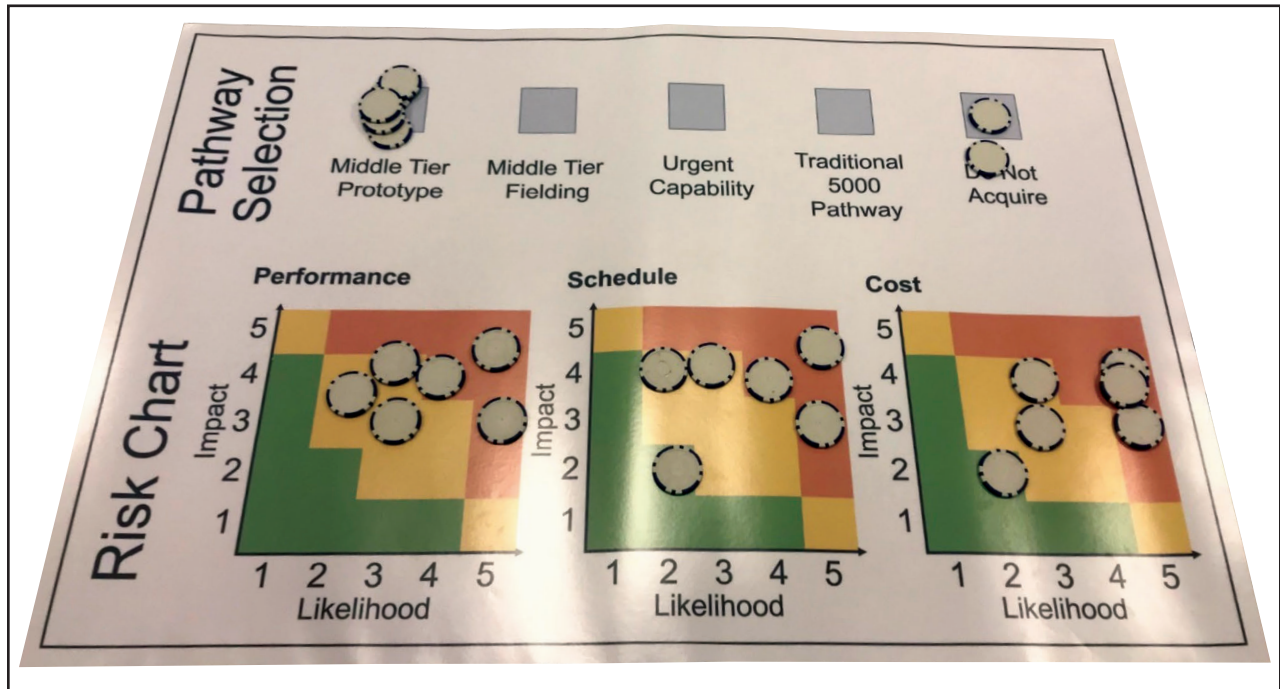 Pathway
Selection
Middle Tier
Prototype
Middle Tier
Fielding
Urgent
Capability
Traditional
5000
Pathway
Not
Acquire
Risk Chart
Performance
Impact
5
4
3
2
1
1 2 3 4 5
Likelihood
Schedule
Impact
5
4
3
2
1
1 2 3 4 5
Likelihood
Cost
Impact
5
4
3
2
1
1 2 3 4 5
Likelihood